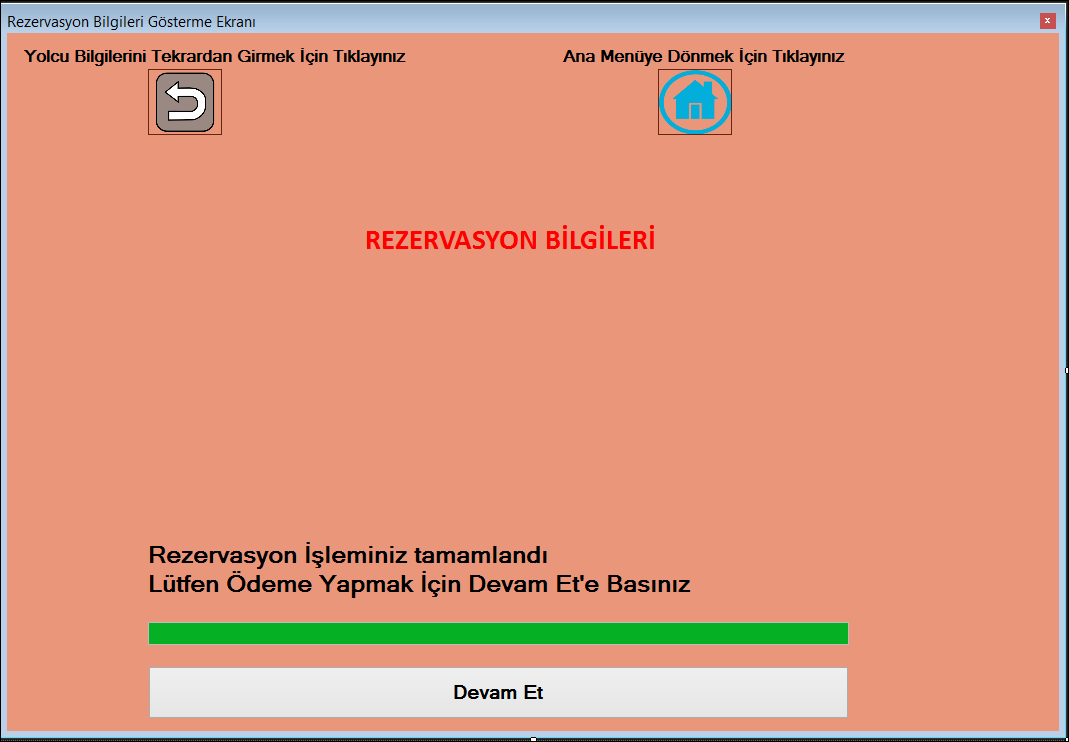 Rezervasyon Bilgileri Gösterme Ekranı
Yolcu Bilgilerini Tekrardan Girmek İçin Tıklayınız
Ana Menüye Dönmek İçin Tıklayınız
REZERVASYON BİLGİLERİ
Rezervasyon İşleminiz tamamlandı
Lütfen Ödeme Yapmak İçin Devam Et'e Basınız
Devam Et